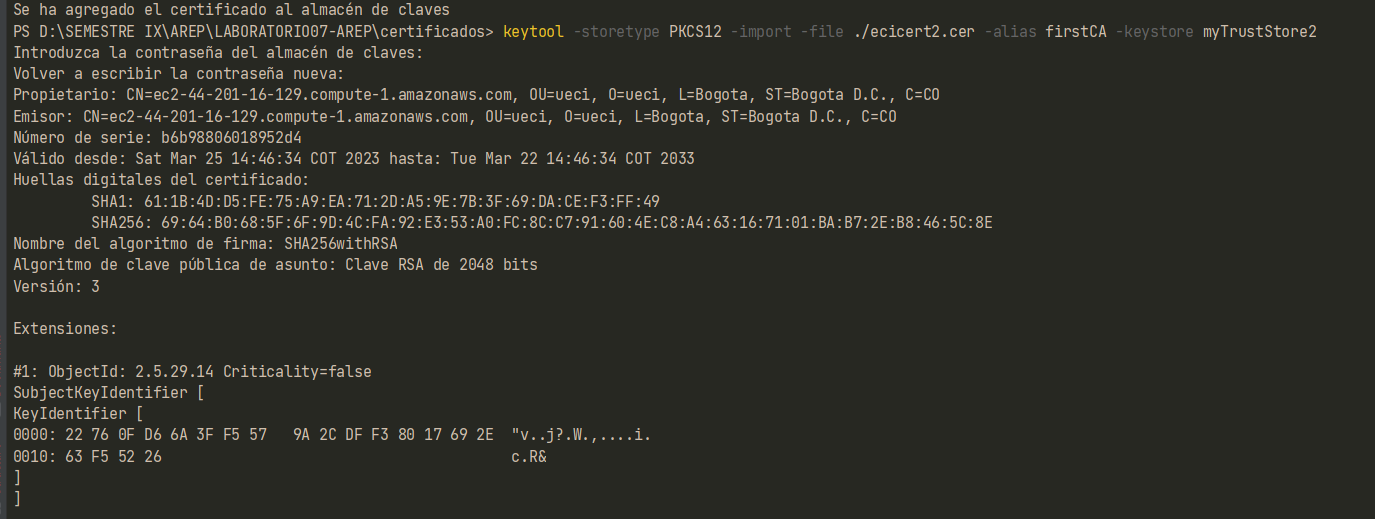 Se ha agregado el certificado al almacén de claves
PS D:\SEMESTRE IX\AREP\LABORATORIO07-AREP\certificados> keytool -storetype PKCS12 -import -file ./ecicert2.cer -alias firstCA -keystore myTrustStore2
Introduzca la contraseña del almacén de claves:
Volver a escribir la contraseña nueva:
Propietario: CN=ec2-44-201-16-129.compute-1.amazonaws.com, OU=ueci, O=ueci, L=Bogota, ST=Bogota D.C., C=CO
Emisor: CN=ec2-44-201-16-129.compute-1.amazonaws.com, OU=ueci, O=ueci, L=Bogota, ST=Bogota D.C., C=CO
Número de serie: b6b98806018952d4
Válido desde: Sat Mar 25 14:46:34 COT 2023 hasta: Tue Mar 22 14:46:34 COT 2033
Huellas digitales del certificado:
SHA1: 61:1B:4D:D5:FE:75:A9:EA:71:2D:A5:9E:7B:3F:69:DA:CE:F3:FF:49
SHA256: 69:64:B0:68:5F:6F:9D:4C:FA:92:E3:53:A0:FC:8C:C7:91:60:4E:C8:A4:63:16:71:01:BA:B7:2E:B8:46:5C:8E
Nombre del algoritmo de firma: SHA256withRSA
Algoritmo de clave pública de asunto: Clave RSA de 2048 bits
Versión: 3
Extensiones:
#1: ObjectId: 2.5.29.14 Criticality=false
SubjectKeyIdentifier [
KeyIdentifier [
0000: 22 76 0F D6 6A 3F F5 57   9A 2C DF F3 80 17 69 2E  "v..j?.W.,....i.
0010: 63 F5 52 26                                        c.R&
]
]